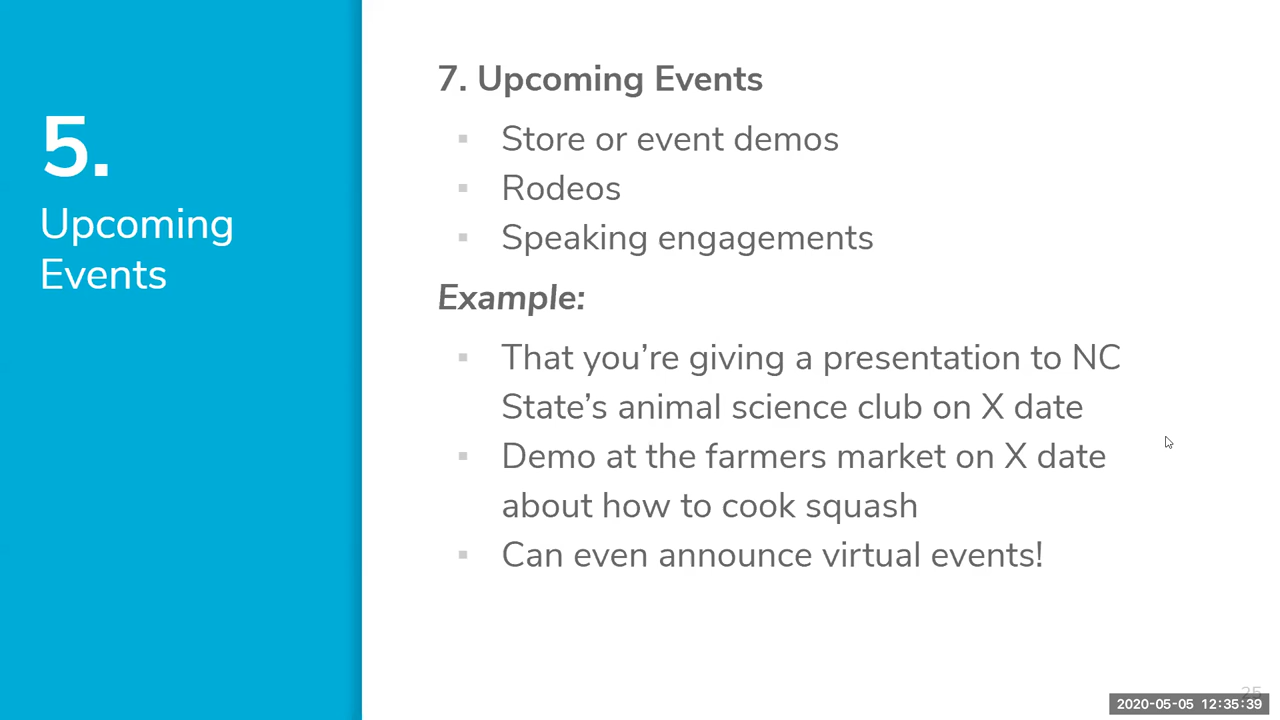 5.
Upcoming
Events
7. Upcoming Events
▪ Store or event demos
▪ Rodeos
▪ Speaking engagements
Example:
▪ That you’re giving a presentation to NC
State’s animal science club on X date
▪ Demo at the farmers market on X date
about how to cook squash
▪ Can even announce virtual events!
25
2020-05-05 12:35:39